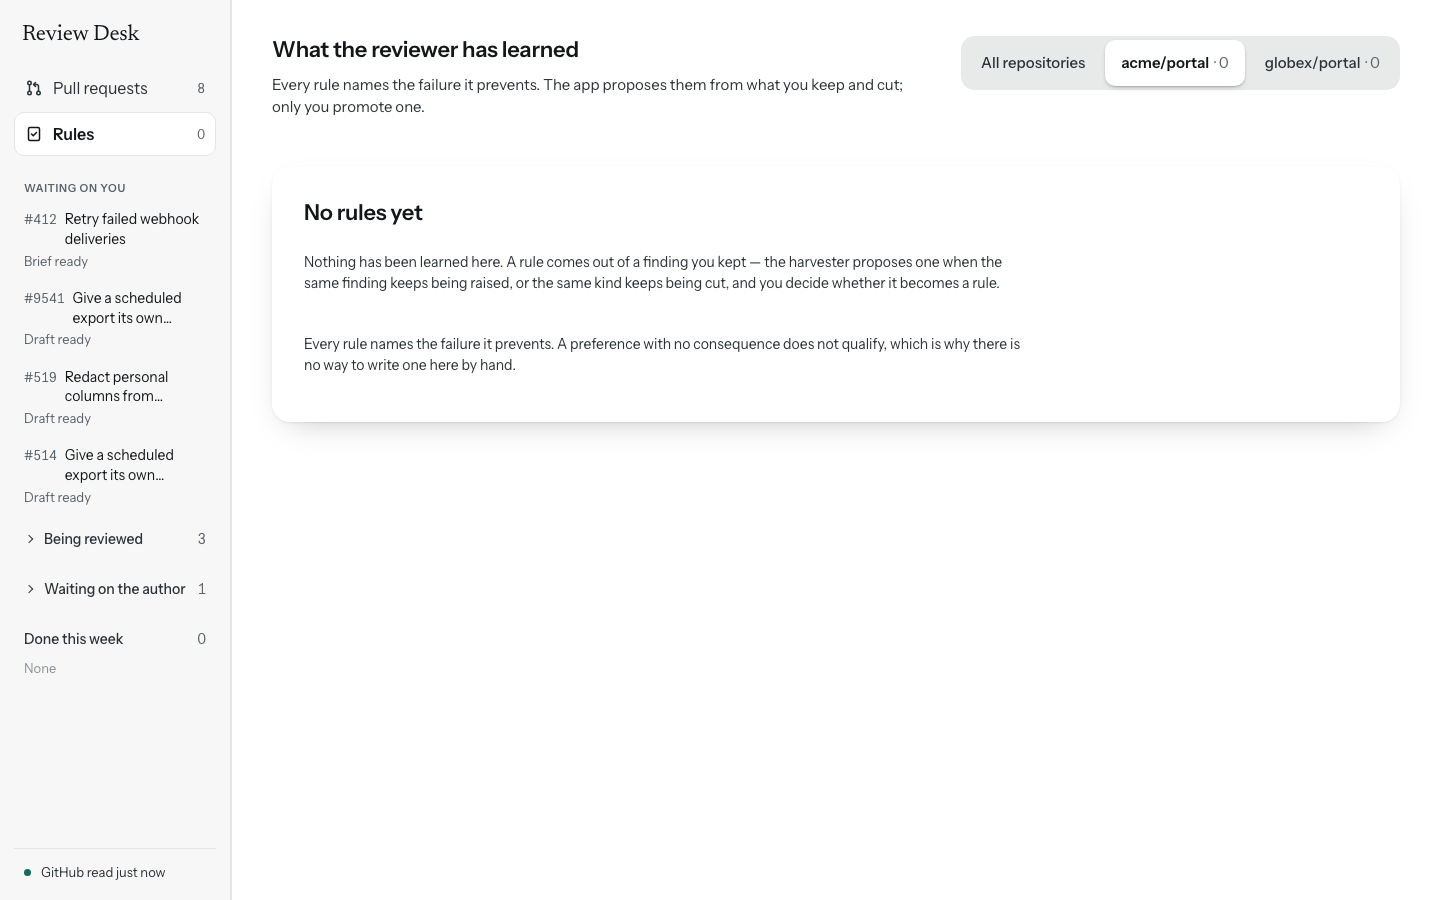 Review Desk
Pull requests 8
Rules 0
WAITING ON YOU
#412 Retry failed webhook
deliveries
Brief ready
#9541 Give a scheduled
export its own…
Draft ready
#519 Redact personal
columns from…
Draft ready
#514 Give a scheduled
export its own…
Draft ready
Being reviewed 3
Waiting on the author 1
Done this week 0
None
GitHub read just now
What the reviewer has learned
Every rule names the failure it prevents. The app proposes them from what you keep and cut;
only you promote one.
All repositories acme/portal · 0 globex/portal · 0
No rules yet
Nothing has been learned here. A rule comes out of a finding you kept — the harvester proposes one when the
same finding keeps being raised, or the same kind keeps being cut, and you decide whether it becomes a rule.
Every rule names the failure it prevents. A preference with no consequence does not qualify, which is why there is
no way to write one here by hand.